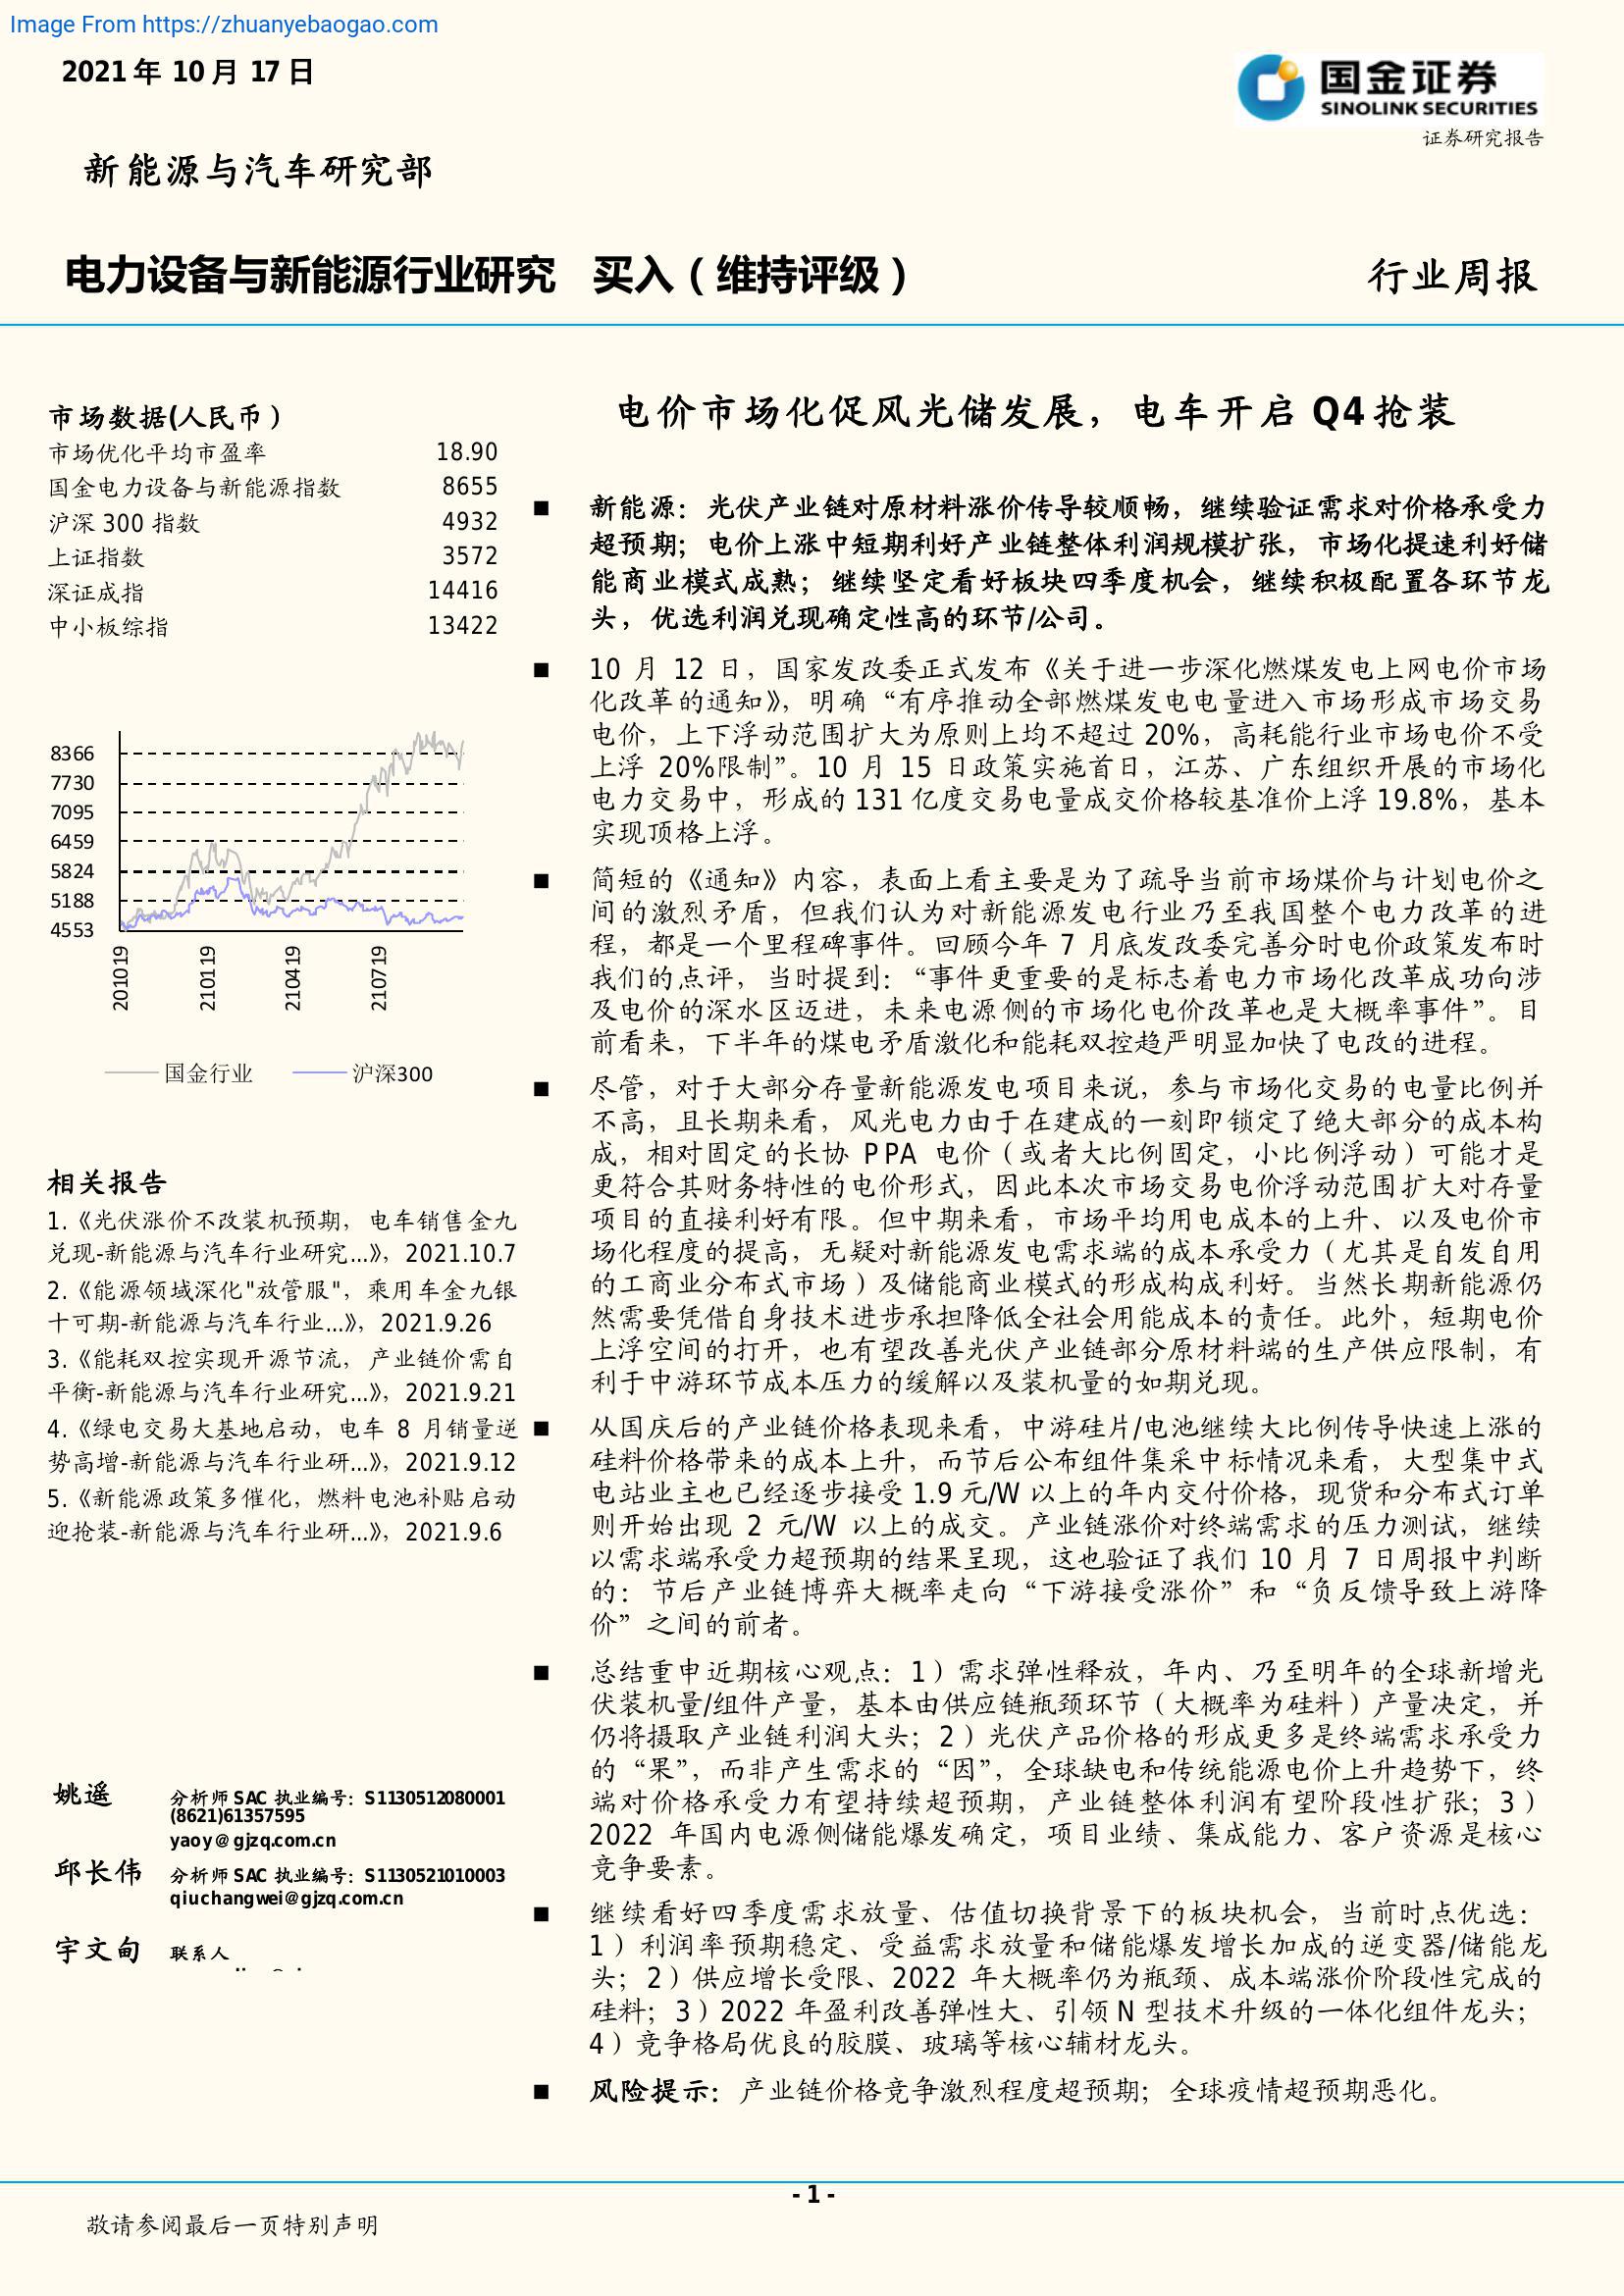 Image From https://zhuanyebaogao.com
2021 年 10 月 17 日
国金证券
SINOLINK SECURITIES
证券研究报告
新能源与汽车研究部
电力设备与新能源行业研究 买入（维持评级）
行业周报
市场数据(人民币）
市场优化平均市盈率 18.90
国金电力设备与新能源指数 8655
沪深 300 指数 4932
上证指数 3572
深证成指 14416
中小板综指 13422
8366
7730
7095
6459
5824
5188
4553
201019
210119
210419
210719
国金行业 沪深300
相关报告
1.《光伏涨价不改装机预期，电车销售金九
兑现-新能源与汽车行业研究...》，2021.10.7
2.《能源领域深化"放管服"，乘用车金九银
十可期-新能源与汽车行业...》，2021.9.26
3.《能耗双控实现开源节流，产业链价需自
平衡-新能源与汽车行业研究...》，2021.9.21
4.《绿电交易大基地启动，电车 8 月销量逆
势高增-新能源与汽车行业研...》，2021.9.12
5.《新能源政策多催化，燃料电池补贴启动
迎抢装-新能源与汽车行业研...》，2021.9.6
姚遥 分析师 SAC 执业编号：S1130512080001
(8621)61357595
yaoy＠gjzq.com.cn
邱长伟 分析师 SAC 执业编号：S1130521010003
qiuchangwei@gjzq.com.cn
宇文甸 联系人
电价市场化促风光储发展，电车开启 Q4 抢装
■ 新能源：光伏产业链对原材料涨价传导较顺畅，继续验证需求对价格承受力
超预期；电价上涨中短期利好产业链整体利润规模扩张，市场化提速利好储
能商业模式成熟；继续坚定看好板块四季度机会，继续积极配置各环节龙
头，优选利润兑现确定性高的环节/公司。
■ 10 月 12 日，国家发改委正式发布《关于进一步深化燃煤发电上网电价市场
化改革的通知》，明确“有序推动全部燃煤发电电量进入市场形成市场交易
电价，上下浮动范围扩大为原则上均不超过 20%，高耗能行业市场电价不受
上浮 20%限制”。10 月 15 日政策实施首日，江苏、广东组织开展的市场化
电力交易中，形成的 131 亿度交易电量成交价格较基准价上浮 19.8%，基本
实现顶格上浮。
■ 简短的《通知》内容，表面上看主要是为了疏导当前市场煤价与计划电价之
间的激烈矛盾，但我们认为对新能源发电行业乃至我国整个电力改革的进
程，都是一个里程碑事件。回顾今年 7 月底发改委完善分时电价政策发布时
我们的点评，当时提到：“事件更重要的是标志着电力市场化改革成功向涉
及电价的深水区迈进，未来电源侧的市场化电价改革也是大概率事件”。目
前看来，下半年的煤电矛盾激化和能耗双控趋严明显加快了电改的进程。
■ 尽管，对于大部分存量新能源发电项目来说，参与市场化交易的电量比例并
不高，且长期来看，风光电力由于在建成的一刻即锁定了绝大部分的成本构
成，相对固定的长协 PPA 电价（或者大比例固定，小比例浮动）可能才是
更符合其财务特性的电价形式，因此本次市场交易电价浮动范围扩大对存量
项目的直接利好有限。但中期来看，市场平均用电成本的上升、以及电价市
场化程度的提高，无疑对新能源发电需求端的成本承受力（尤其是自发自用
的工商业分布式市场）及储能商业模式的形成构成利好。当然长期新能源仍
然需要凭借自身技术进步承担降低全社会用能成本的责任。此外，短期电价
上浮空间的打开，也有望改善光伏产业链部分原材料端的生产供应限制，有
利于中游环节成本压力的缓解以及装机量的如期兑现。
■ 从国庆后的产业链价格表现来看，中游硅片/电池继续大比例传导快速上涨的
硅料价格带来的成本上升，而节后公布组件集采中标情况来看，大型集中式
电站业主也已经逐步接受 1.9 元/W 以上的年内交付价格，现货和分布式订单
则开始出现 2 元/W 以上的成交。产业链涨价对终端需求的压力测试，继续
以需求端承受力超预期的结果呈现，这也验证了我们 10 月 7 日周报中判断
的：节后产业链博弈大概率走向“下游接受涨价”和“负反馈导致上游降
价”之间的前者。
■ 总结重申近期核心观点：1）需求弹性释放，年内、乃至明年的全球新增光
伏装机量/组件产量，基本由供应链瓶颈环节（大概率为硅料）产量决定，并
仍将摄取产业链利润大头；2）光伏产品价格的形成更多是终端需求承受力
的“果”，而非产生需求的“因”，全球缺电和传统能源电价上升趋势下，终
端对价格承受力有望持续超预期，产业链整体利润有望阶段性扩张；3）
2022 年国内电源侧储能爆发确定，项目业绩、集成能力、客户资源是核心
竞争要素。
■ 继续看好四季度需求放量、估值切换背景下的板块机会，当前时点优选：
1）利润率预期稳定、受益需求放量和储能爆发增长加成的逆变器/储能龙
头；2）供应增长受限、2022 年大概率仍为瓶颈、成本端涨价阶段性完成的
硅料；3）2022 年盈利改善弹性大、引领 N 型技术升级的一体化组件龙头；
4）竞争格局优良的胶膜、玻璃等核心辅材龙头。
■ 风险提示：产业链价格竞争激烈程度超预期；全球疫情超预期恶化。
- 1 -
敬请参阅最后一页特别声明